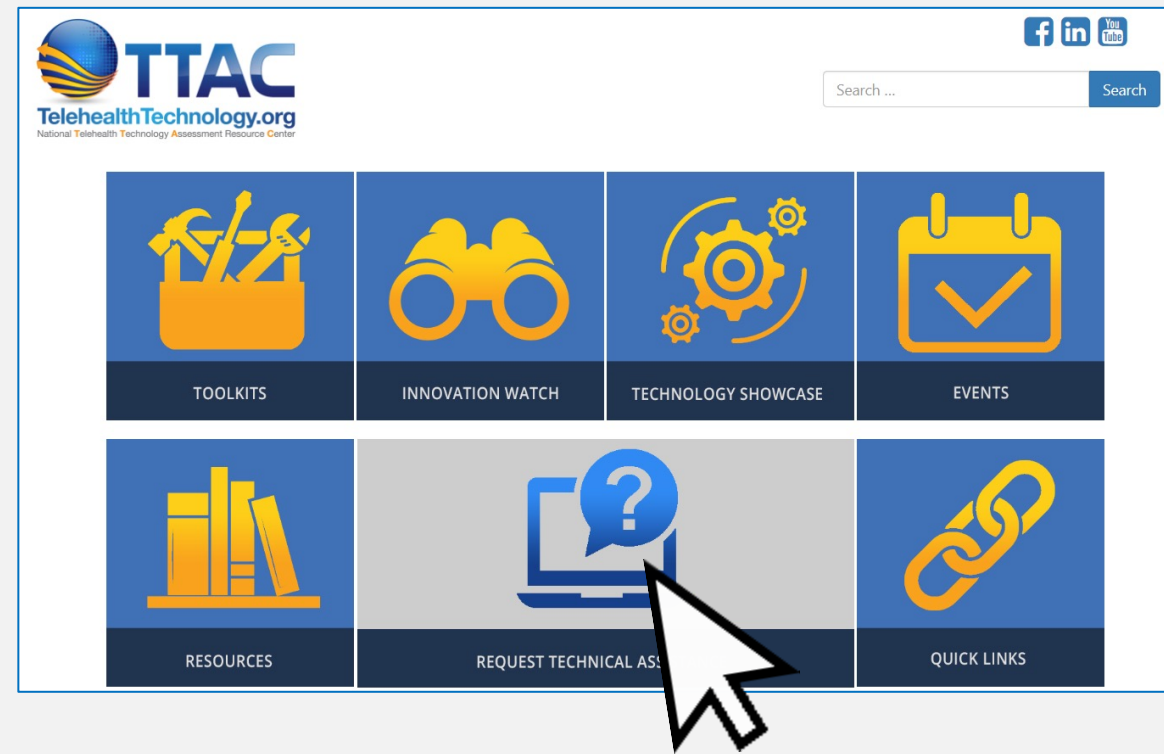 TTAC
TelehealthTechnology.org
National Telehealth Technology Assessment Resource Center
f in You Tube
Search ... Search
TOOLKITS INNOVATION WATCH TECHNOLOGY SHOWCASE EVENTS
?
RESOURCES REQUEST TECHNICAL QUICK LINKS